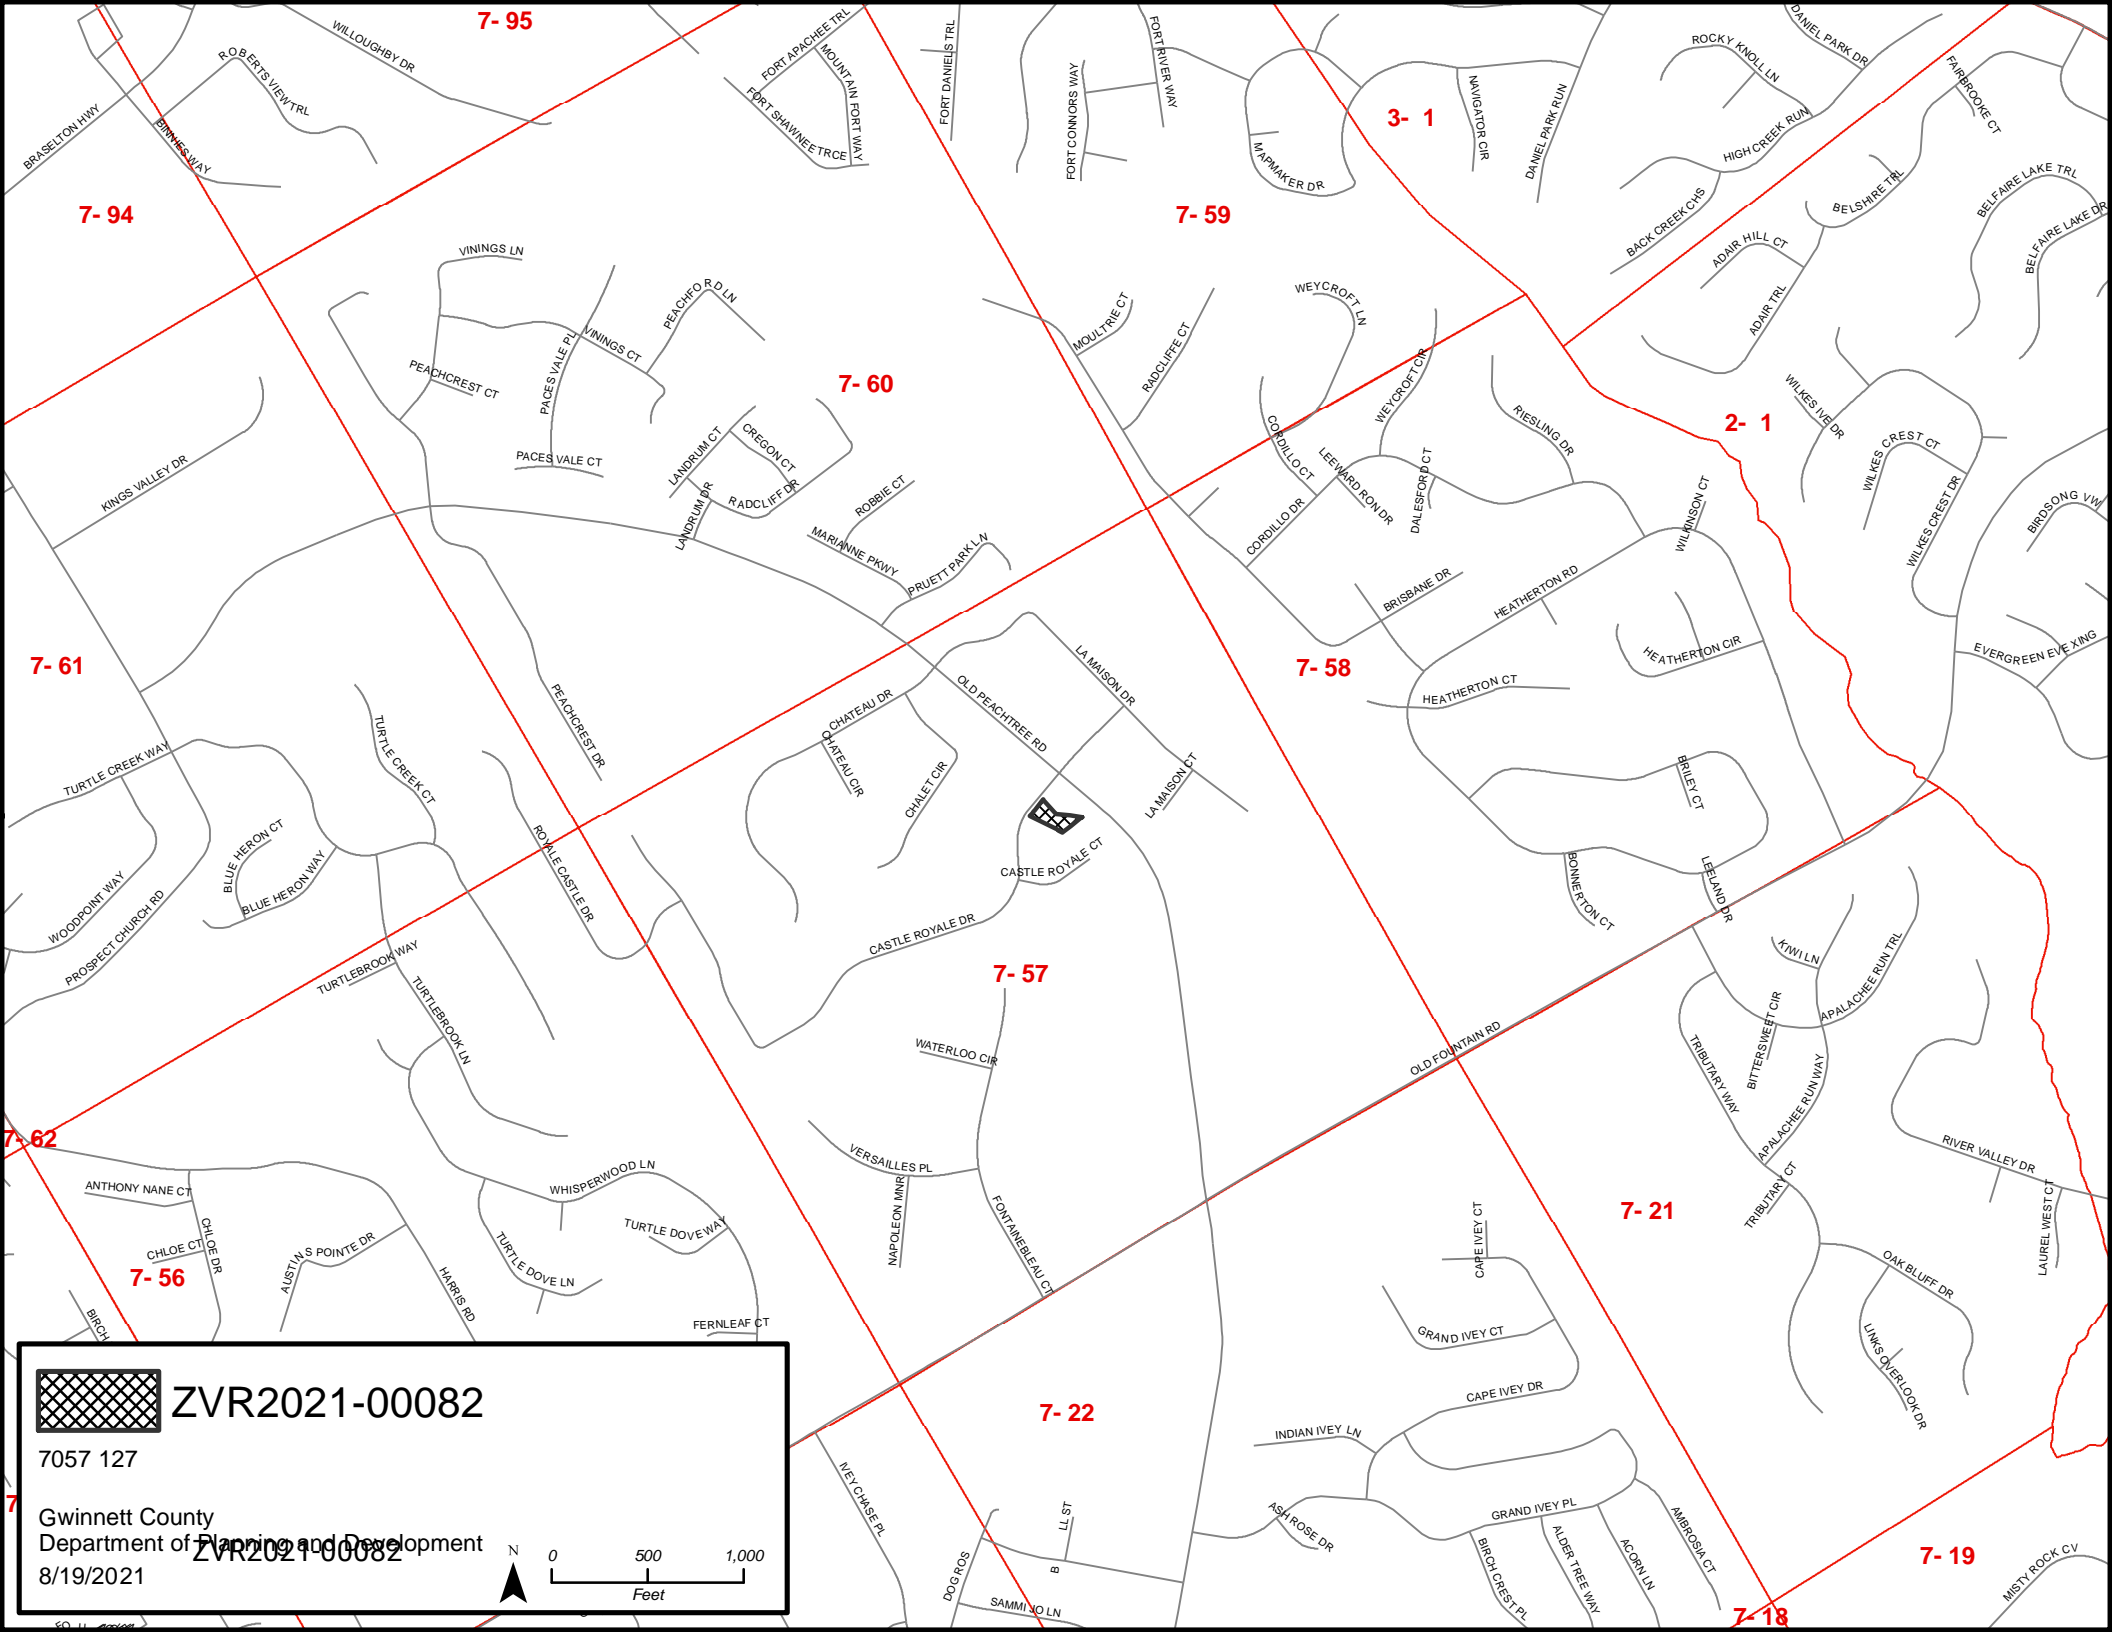 7- 95
WILLOUGHBY DR
ROBERTS VIEW TRL
BRASELTON HWY
BINNIES WAY
7- 94
FORT APACHEE TRL
MOUNTAIN FORT WAY
FORT SHAWNEE TRCE
FORT DANIELS TRL
FORT CONNORS WAY
FORT RIVER WAY
MAPMAKER DR
3- 1
NAVIGATOR CIR
DANIEL PARK RUN
ROCKY KNOLL LN
DANIEL PARK DR
HIGH CREEK RUN
FAIRBROOKE CT
BACK CREEK CHS
BELSHIRE TRL
BELFAIRE LAKE TRL
BELFAIRE LAKE DR
ADAIR HILL CT
ADAIR TRL
7- 59
VININGS LN
PEACHFORD LN
VININGS CT
PACES VALE PL
PEACHCREST CT
PACES VALE CT
7- 60
MOULTRIE CT
RADCLIFFE CT
WEYCROFT LN
WEYCROFT CIR
CORDILLO CT
LEEWARD RON DR
DALESFORD CT
RIESLING DR
CORDILLO DR
2- 1
WILKES IVE DR
WILKES CREST CT
WILKES CREST DR
BIRDSONG VW
EVERGREEN EVE XING
KINGS VALLEY DR
LANDRUM CT
CREGON CT
RADCLIFF DR
LANDRUM DR
ROBBIE CT
MARIANNE PKWY
PRUETT PARK LN
WILKINSON CT
BRISBANE DR
HEATHERTON RD
HEATHERTON CIR
HEATHERTON CT
7- 58
7- 61
PEACHCREST DR
TURTLE CREEK WAY
TURTLE CREEK CT
LA MAISON DR
OLD PEACHTREE RD
CHATEAU DR
CHATEAU CIR
CHALET CIR
LA MAISON CT
CASTLE ROYALE CT
CASTLE ROYALE DR
ROYALE CASTLE DR
BLUE HERON CT
BLUE HERON WAY
WOODPOINT WAY
PROSPECT CHURCH RD
BRILEY CT
BONNERTON CT
LEELAND DR
TURTLEBROOK WAY
TURTLEBROOK LN
7- 57
WATERLOO CIR
VERSAILLES PL
NAPOLEON MNR
FONTAINEBLEAU CT
OLD FOUNTAIN RD
KIWI LN
APALACHEE RUN TRL
BITTERSWEET CIR
TRIBUTARY WAY
APALACHEE RUN WAY
TRIBUTARY CT
RIVER VALLEY DR
LAUREL WEST CT
7- 62
ANTHONY NANE CT
CHLOE CT
CHLOE DR
7- 56
AUSTINS POINTE DR
HARRIS RD
BIRCH
WHISPERWOOD LN
TURTLE DOVE WAY
TURTLE DOVE LN
FERNLEAF CT
7- 21
CAPE IVEY CT
GRAND IVEY CT
CAPE IVEY DR
OAK BLUFF DR
LINKS OVERLOOK DR
7- 22
INDIAN IVEY LN
IVEY CHASE PL
ASH ROSE DR
GRAND IVEY PL
BIRCH CREST PL
ALDER TREE WAY
ACORN LN
AMBROSIA CT
B
LL ST
DOGROS
SAMMI JO LN
7- 19
7- 18
MISTY ROCK CV
7
ZVR2021-00082
7057 127
Gwinnett County
Department of Planning and Development
ZVR2021-00082
8/19/2021
N
0 500 1,000
Feet